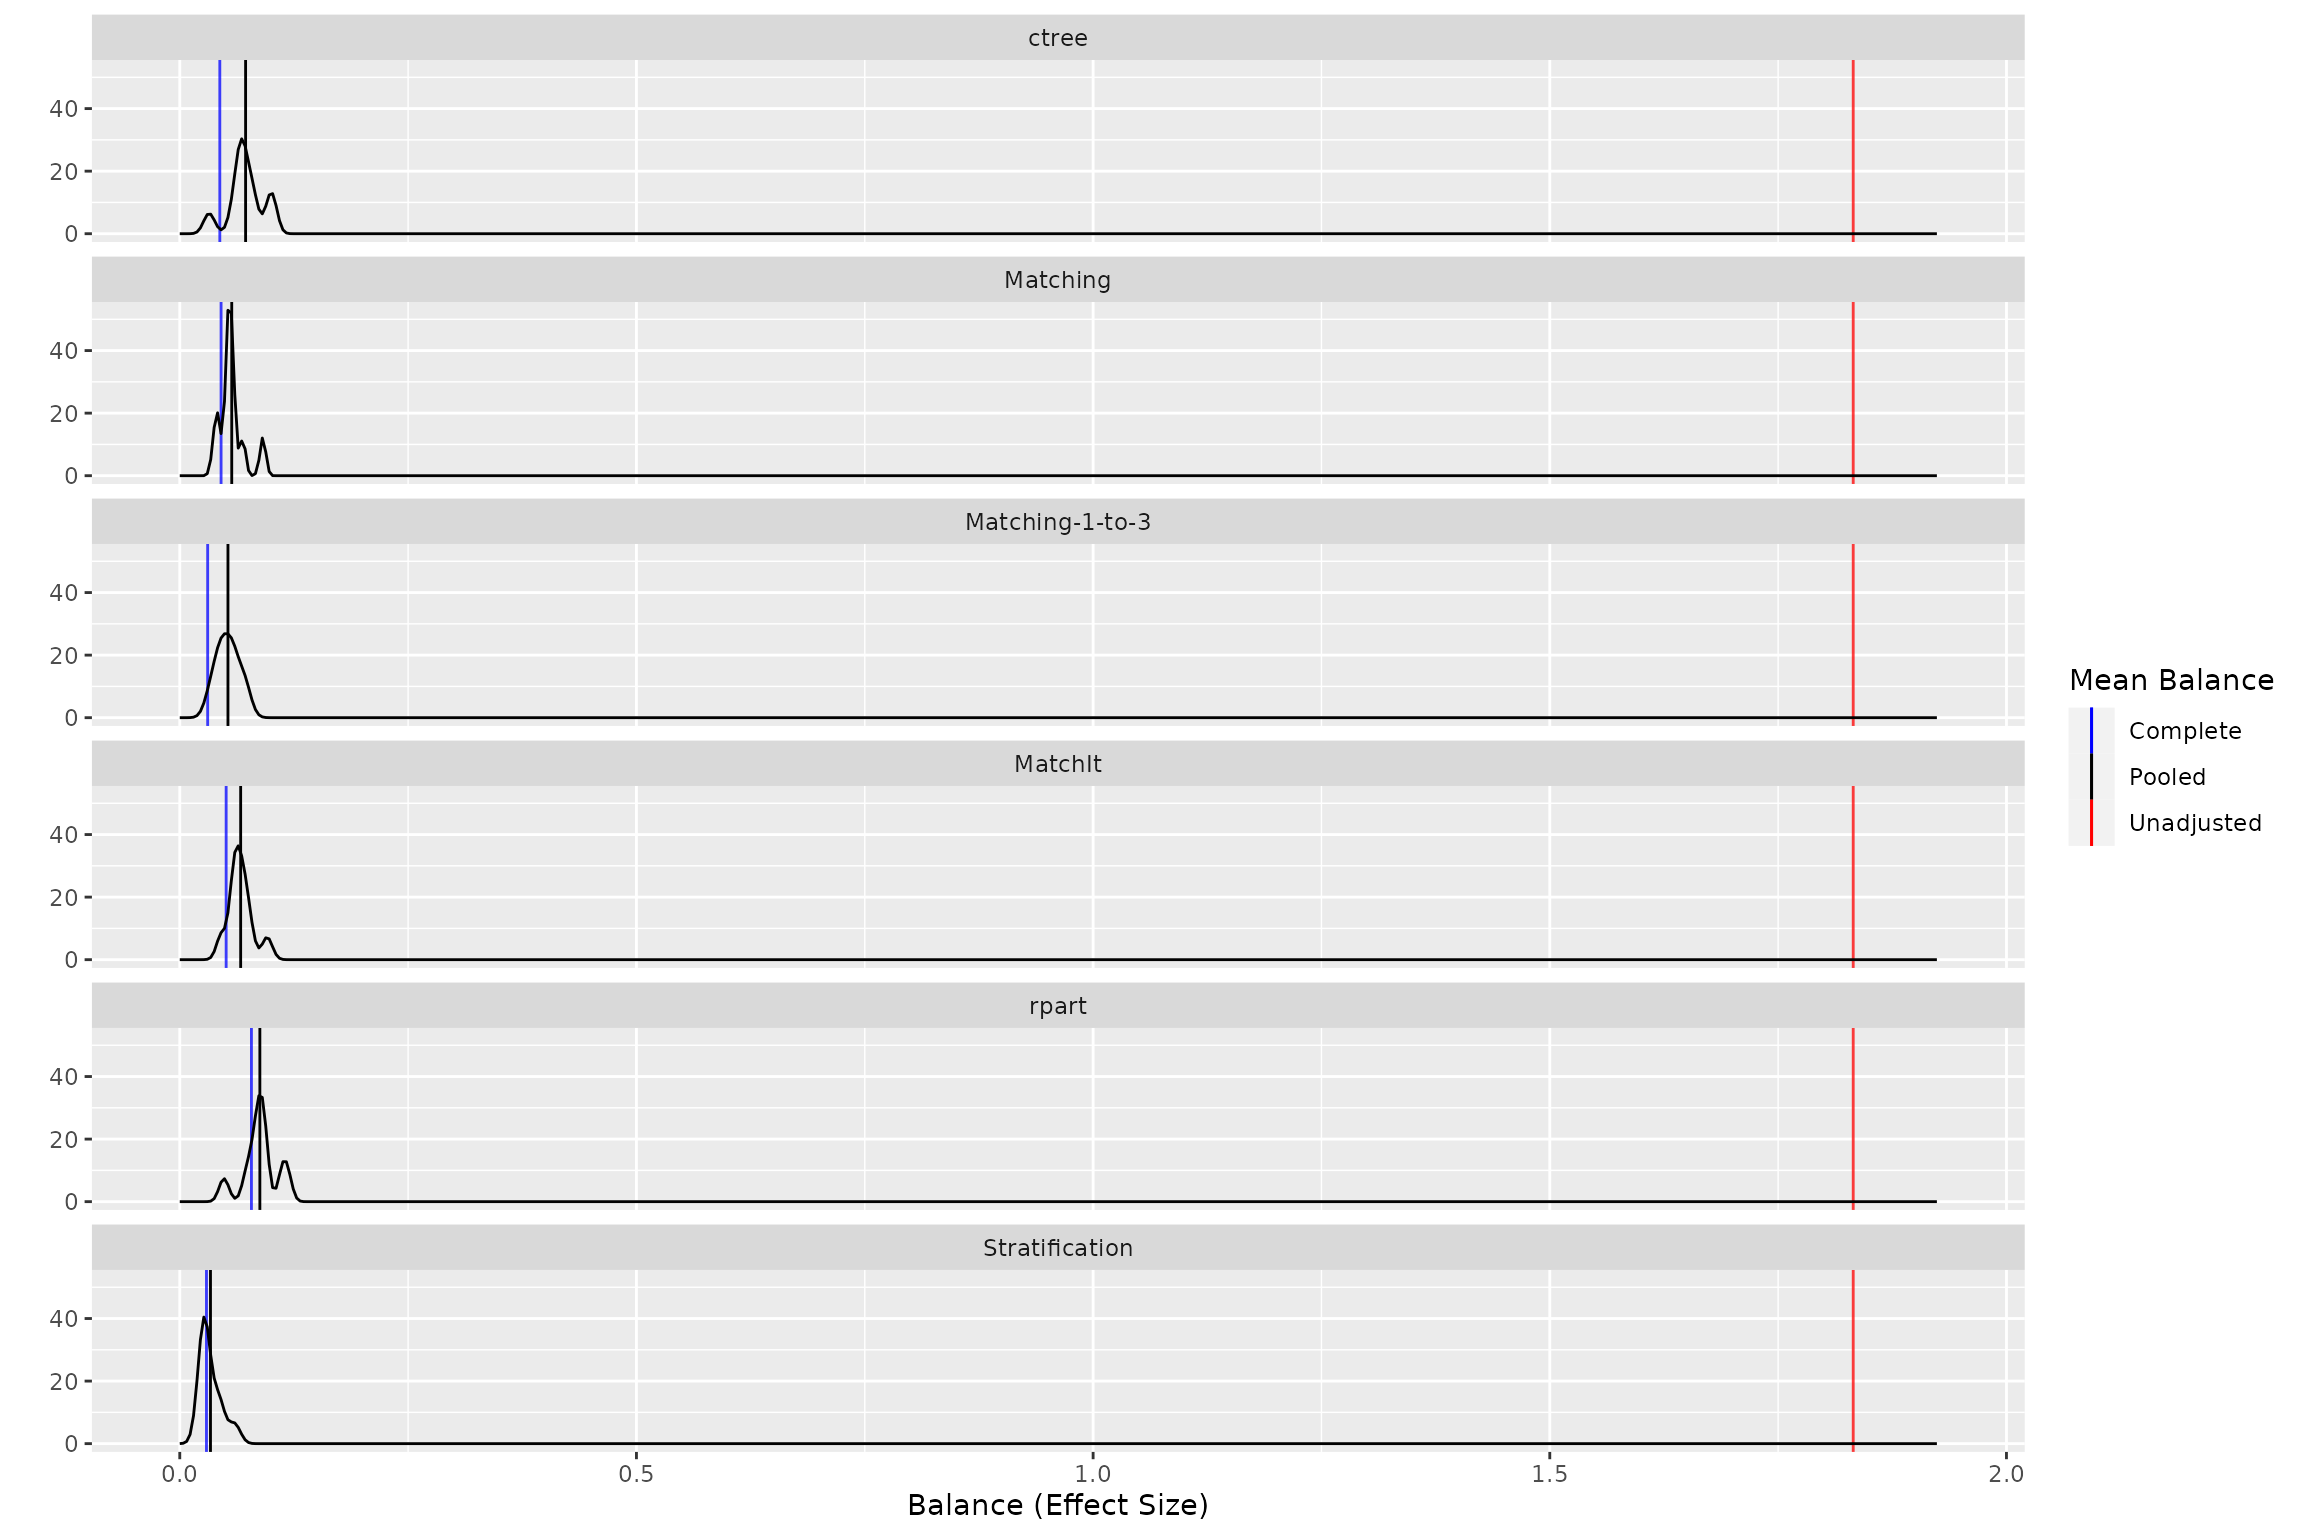 ctree
40
20
0
Matching
40
20
0
Matching-1-to-3
40
20
0
MatchIt
40
20
0
rpart
40
20
0
Stratification
40
20
0
0.0 0.5 1.0 1.5 2.0
Balance (Effect Size)
Mean Balance
Complete
Pooled
Unadjusted